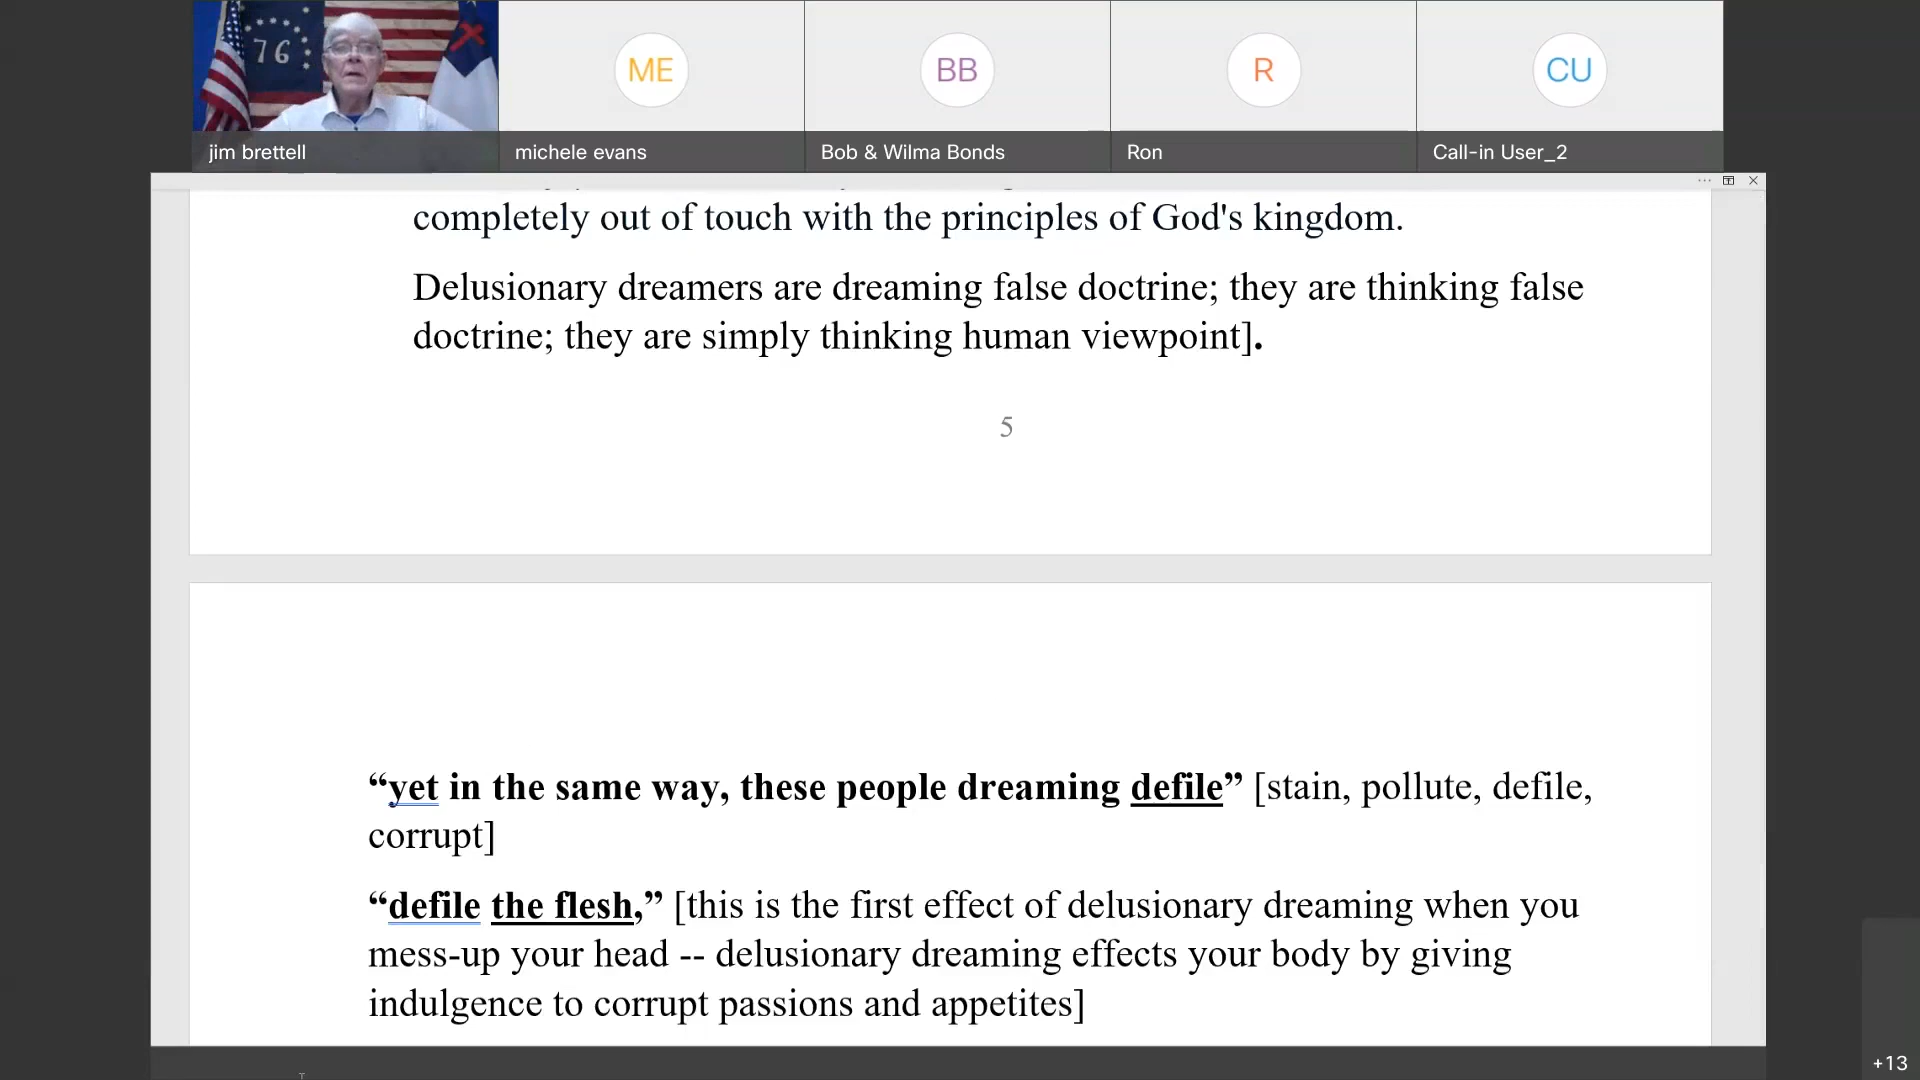 76
ME
BB
R
CU
jim brettell
michele evans
Bob & Wilma Bonds
Ron
Call-in User_2
completely out of touch with the principles of God's kingdom.
Delusionary dreamers are dreaming false doctrine; they are thinking false
doctrine; they are simply thinking human viewpoint].
5
“yet in the same way, these people dreaming defile” [stain, pollute, defile,
corrupt]
“defile the flesh,” [this is the first effect of delusionary dreaming when you
mess-up your head -- delusionary dreaming effects your body by giving
indulgence to corrupt passions and appetites]
+13